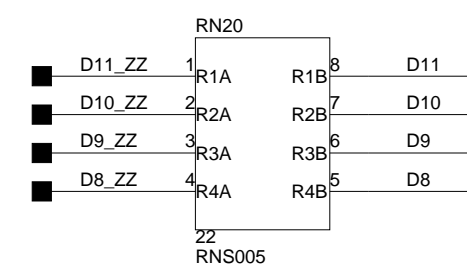 RN20
D11_ZZ 1 R1A R1B 8 D11
D10_ZZ 2 R2A R2B 7 D10
D9_ZZ 3 R3A R3B 6 D9
D8_ZZ 4 R4A R4B 5 D8
22
RNS005